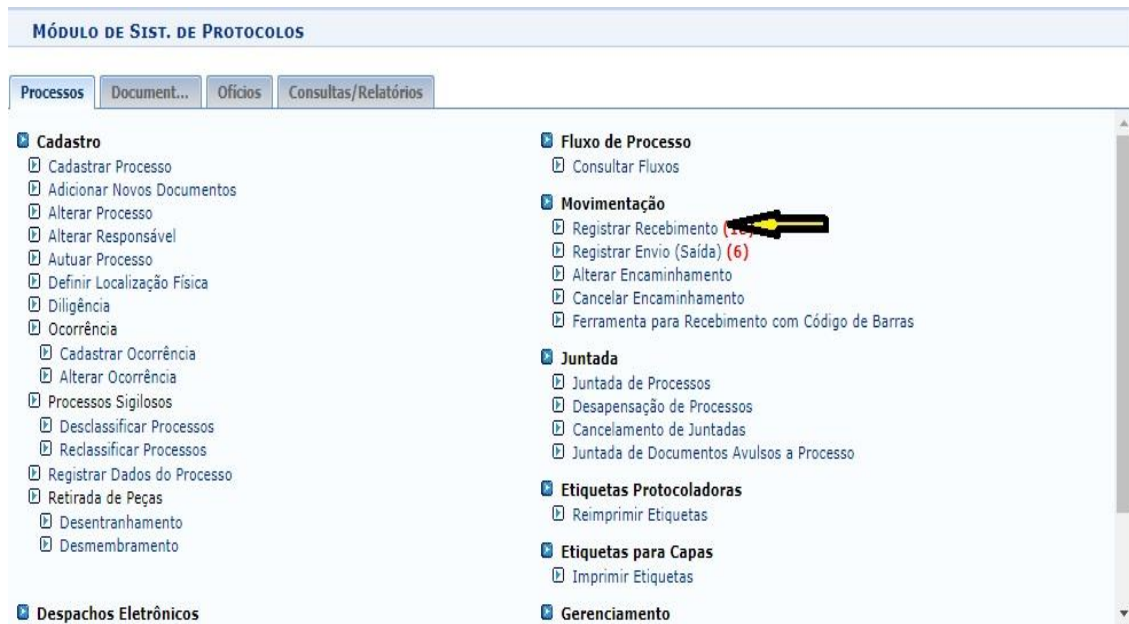 MÓDULO DE SIST. DE PROTOCOLOS
Processos
Document...
Ofícios
Consultas/Relatórios
Cadastro
Cadastrar Processo
Adicionar Novos Documentos
Alterar Processo
Alterar Responsável
Autuar Processo
Definir Localização Física
Diligência
Ocorrência
Cadastrar Ocorrência
Alterar Ocorrência
Processos Sigilosos
Desclassificar Processos
Reclassificar Processos
Registrar Dados do Processo
Retirada de Peças
Desentranhamento
Desmembramento
Despachos Eletrônicos
Fluxo de Processo
Consultar Fluxos
Movimentação
Registrar Recebimento
Registrar Envio (Saída) (6)
Alterar Encaminhamento
Cancelar Encaminhamento
Ferramenta para Recebimento com Código de Barras
Juntada
Juntada de Processos
Desapensação de Processos
Cancelamento de Juntadas
Juntada de Documentos Avulsos a Processo
Etiquetas Protocoladoras
Reimprimir Etiquetas
Etiquetas para Capas
Imprimir Etiquetas
Gerenciamento